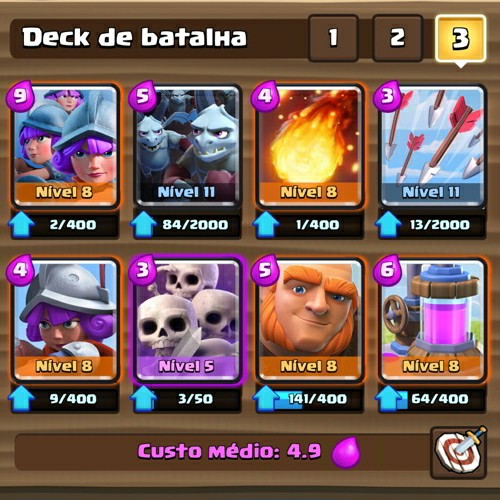 Deck de batalha 1 2 3
9 5 4 3
Nível 8 Nível 11 Nível 8 Nível 11
2/400 84/2000 1/400 13/2000
4 3 5 6
Nível 8 Nível 5 Nível 8 Nível 8
9/400 3/50 141/400 64/400
Custo médio: 4.9